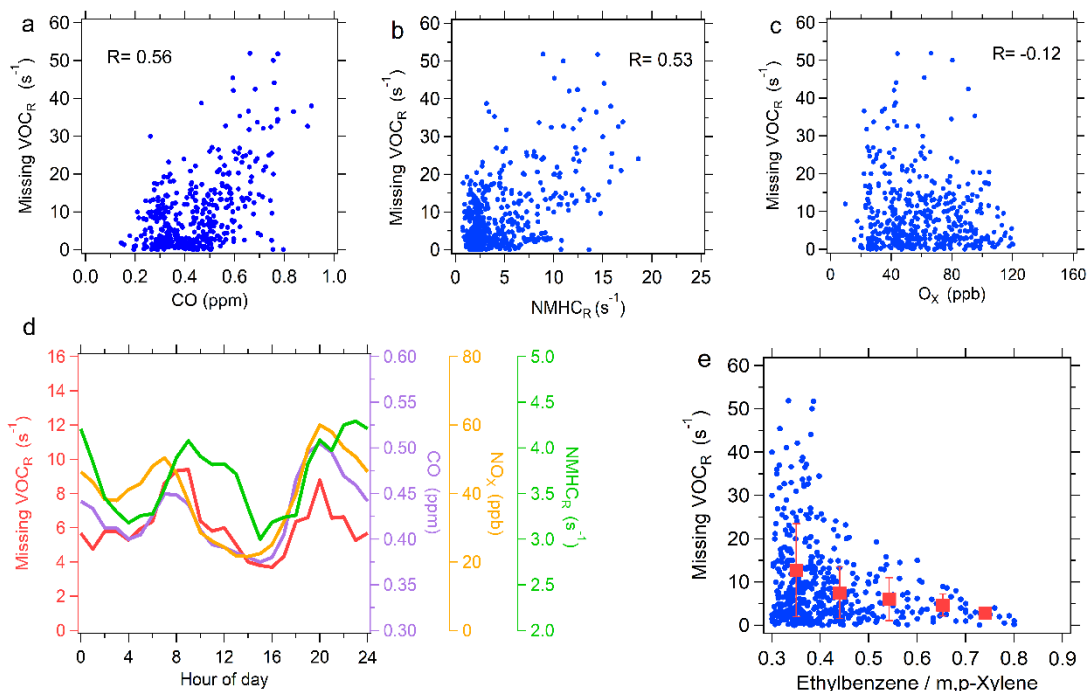 a
R= 0.56
Missing VOC_R (s⁻¹)
60
50
40
30
20
10
0
0.0 0.2 0.4 0.6 0.8 1.0
CO (ppm)
b
R= 0.53
Missing VOC_R (s⁻¹)
60
50
40
30
20
10
0
0 5 10 15 20 25
NMHC_R (s⁻¹)
c
R= -0.12
Missing VOC_R (s⁻¹)
60
50
40
30
20
10
0
0 40 80 120 160
O_X (ppb)
d
Missing VOC_R (s⁻¹)
16
14
12
10
8
6
4
2
0
0 4 8 12 16 20 24
Hour of day
0.60
0.55
0.50
0.45
0.40
0.35
0.30
CO (ppm)
80
60
40
20
0
NO_X (ppb)
5.0
4.5
4.0
3.5
3.0
2.5
2.0
NMHC_R (s⁻¹)
e
Missing VOC_R (s⁻¹)
60
50
40
30
20
10
0
0.3 0.4 0.5 0.6 0.7 0.8 0.9
Ethylbenzene / m,p-Xylene